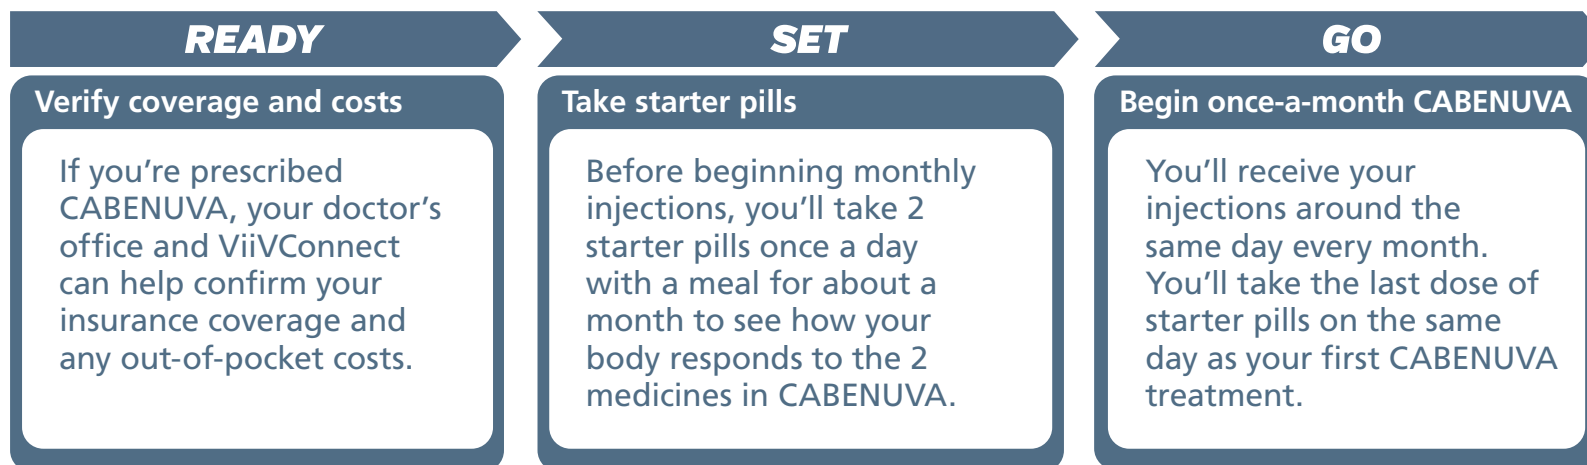 READY
Verify coverage and costs
If you’re prescribed
CABENUVA, your doctor’s
office and ViiVConnect
can help confirm your
insurance coverage and
any out-of-pocket costs.
SET
Take starter pills
Before beginning monthly
injections, you’ll take 2
starter pills once a day
with a meal for about a
month to see how your
body responds to the 2
medicines in CABENUVA.
GO
Begin once-a-month CABENUVA
You’ll receive your
injections around the
same day every month.
You’ll take the last dose of
starter pills on the same
day as your first CABENUVA
treatment.